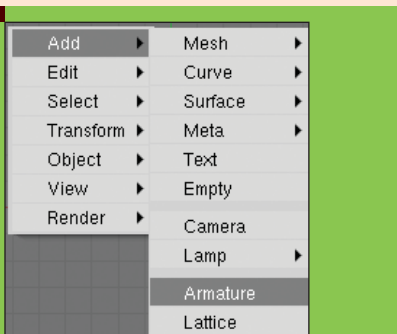 Add
Edit
Select
Transform
Object
View
Render
Mesh
Curve
Surface
Meta
Text
Empty
Camera
Lamp
Armature
Lattice